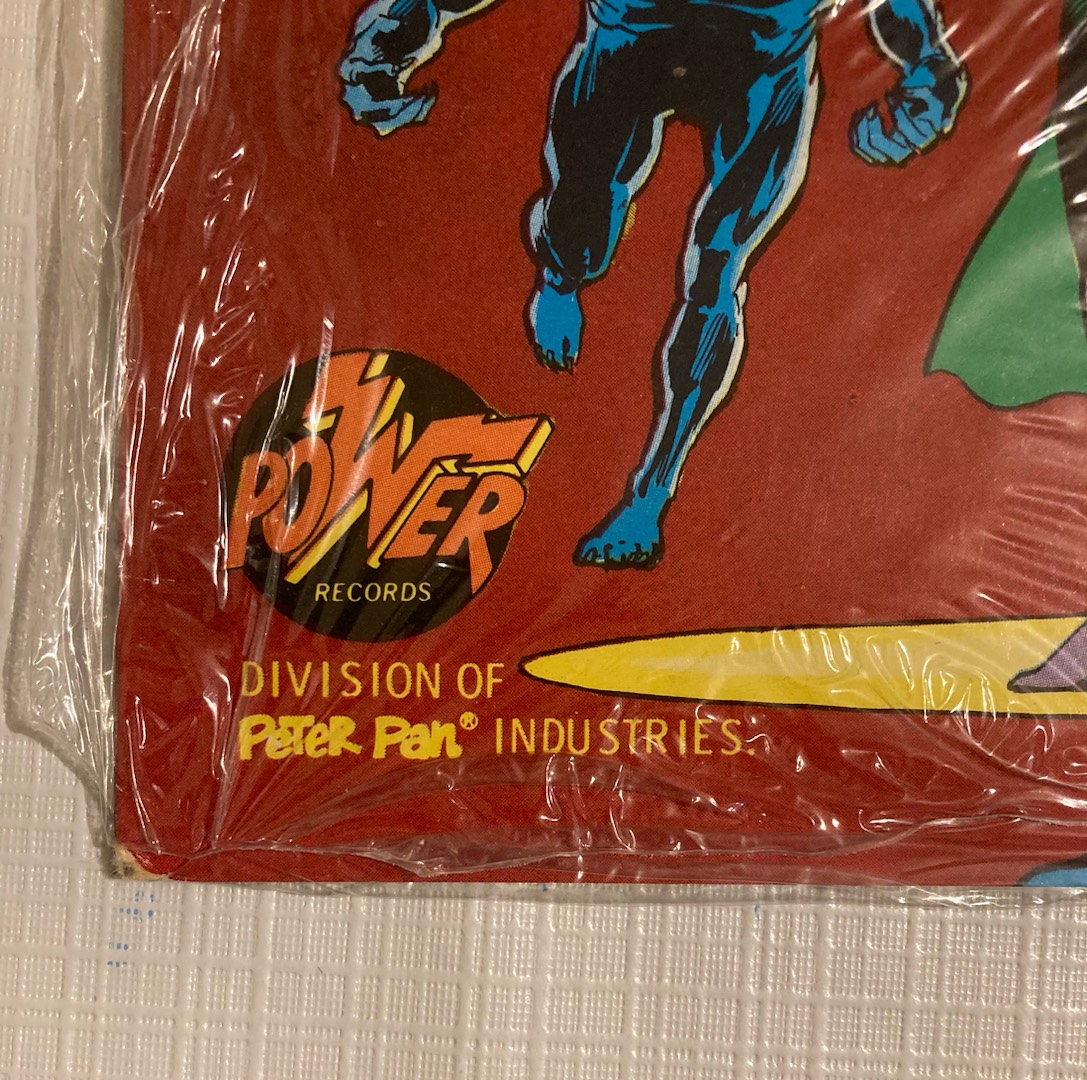 POWER
RECORDS
DIVISION OF
PETER PAN® INDUSTRIES.